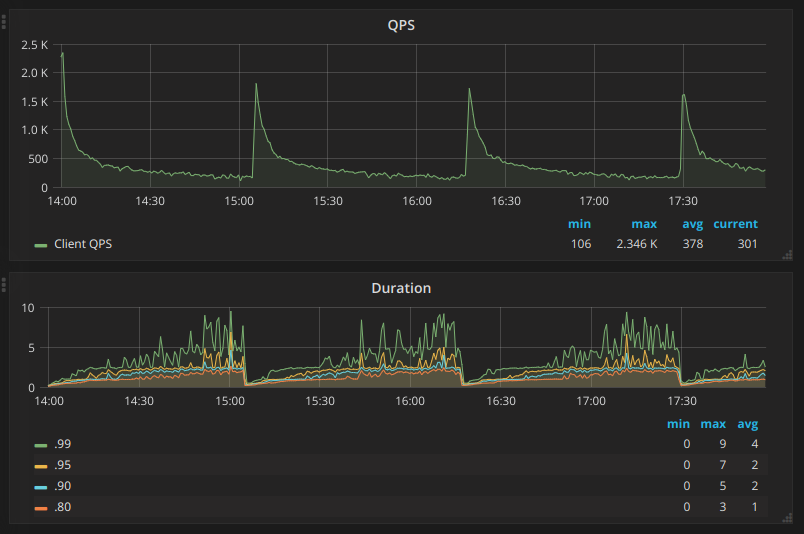 QPS
2.5 K
2.0 K
1.5 K
1.0 K
500
0
14:00 14:30 15:00 15:30 16:00 16:30 17:00 17:30
min max avg current
Client QPS 106 2.346 K 378 301
Duration
10
5
0
14:00 14:30 15:00 15:30 16:00 16:30 17:00 17:30
min max avg
.99 0 9 4
.95 0 7 2
.90 0 5 2
.80 0 3 1